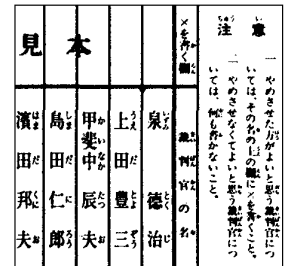 注意
一 やめさせた方がよいと思う裁判官につ
いては、その名の上の欄に×を書くこと。
一 やめさせなくてよいと思う裁判官につ
いては、何も書かないこと。
×を書く欄
裁判官の名
泉徳治
上田豊三
甲斐中辰夫
島田仁郎
濱田邦夫
見本